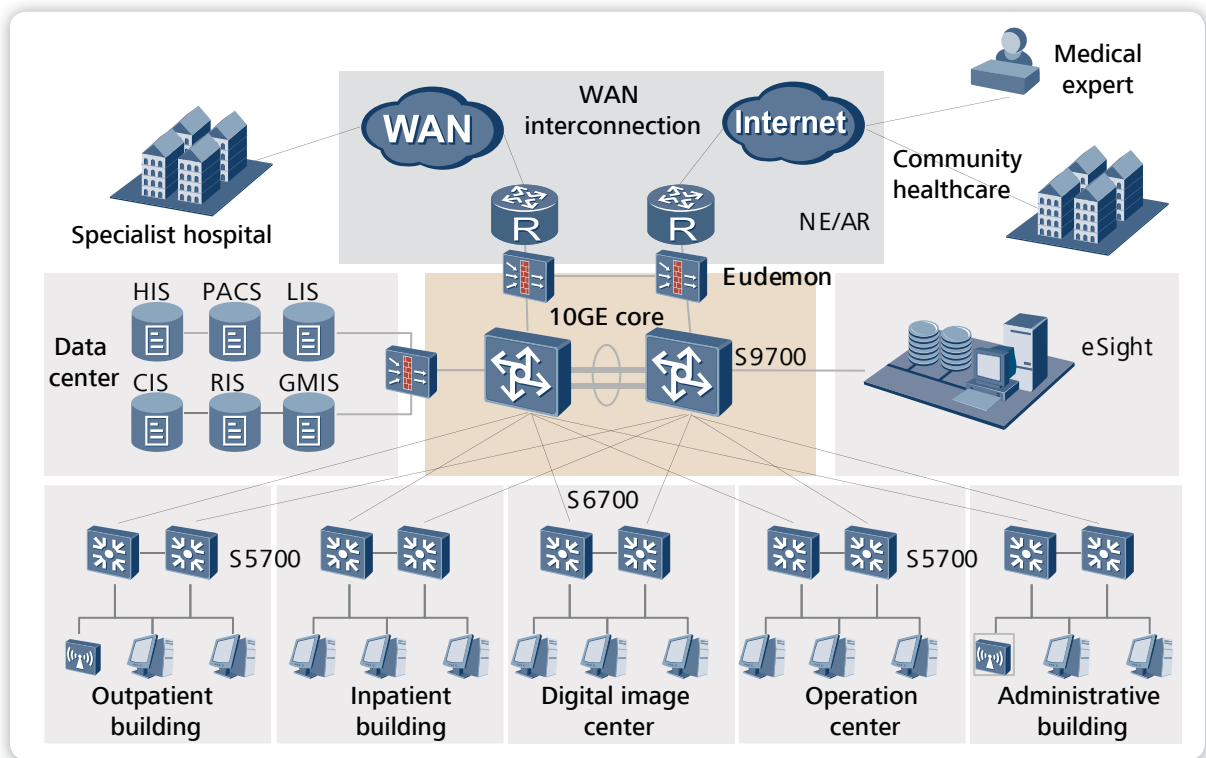 Medical
expert
WAN
interconnection
WAN
Internet
Community
healthcare
R
R
NE/AR
Specialist hospital
Eudemon
HIS
PACS
LIS
10GE core
Data
center
S9700
eSight
CIS
RIS
GMIS
S6700
S5700
S5700
Outpatient
building
Inpatient
building
Digital image
center
Operation
center
Administrative
building